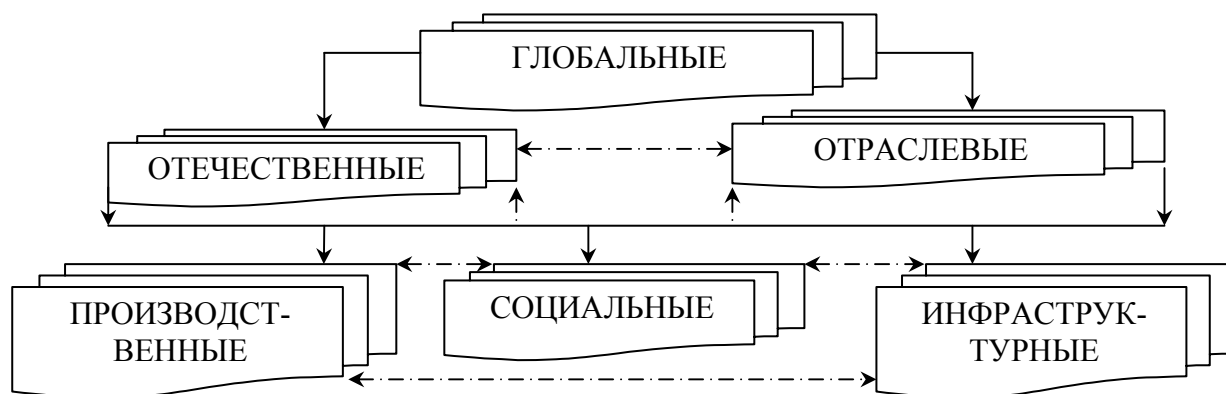 ГЛОБАЛЬНЫЕ
ОТЕЧЕСТВЕННЫЕ
ОТРАСЛЕВЫЕ
ПРОИЗВОДСТ-
ВЕННЫЕ
СОЦИАЛЬНЫЕ
ИНФРАСТРУК-
ТУРНЫЕ